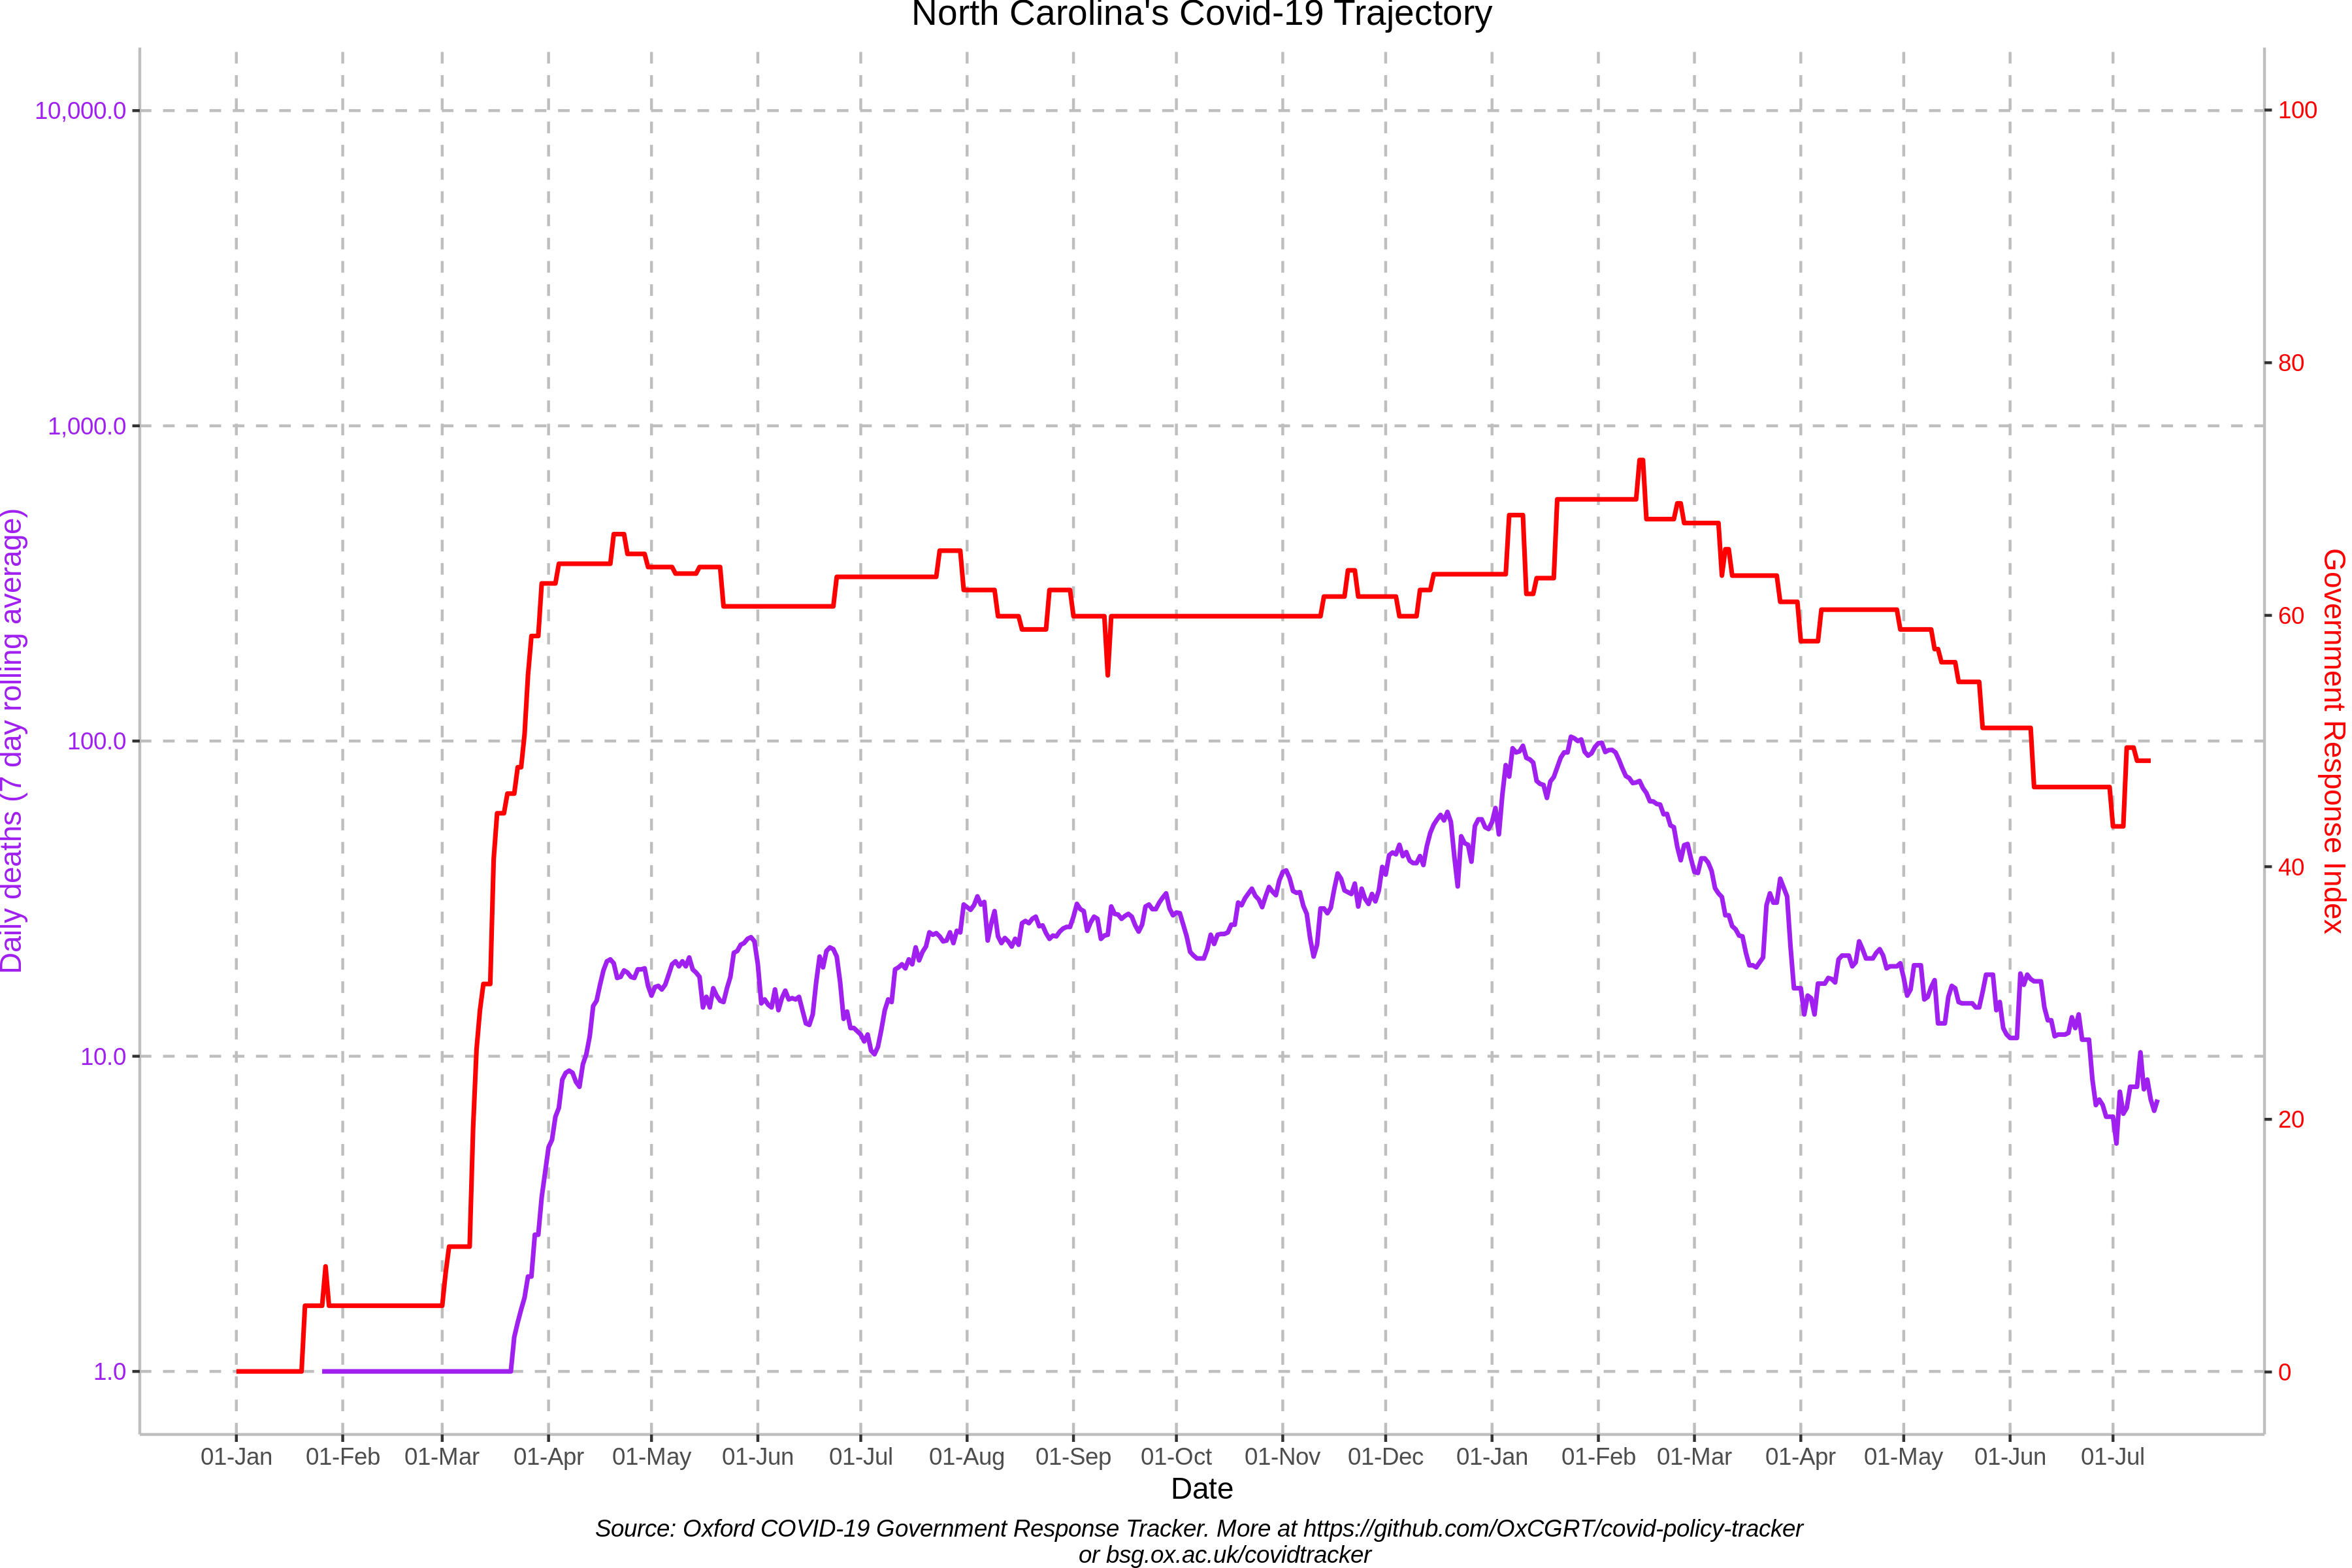 North Carolina's Covid-19 Trajectory
10,000.0
1,000.0
100.0
10.0
1.0
Daily deaths (7 day rolling average)
100
80
60
40
20
0
Government Response Index
01-Jan 01-Feb 01-Mar 01-Apr 01-May 01-Jun 01-Jul 01-Aug 01-Sep 01-Oct 01-Nov 01-Dec 01-Jan 01-Feb 01-Mar 01-Apr 01-May 01-Jun 01-Jul
Date
Source: Oxford COVID-19 Government Response Tracker. More at https://github.com/OxCGRT/covid-policy-tracker
or bsg.ox.ac.uk/covidtracker